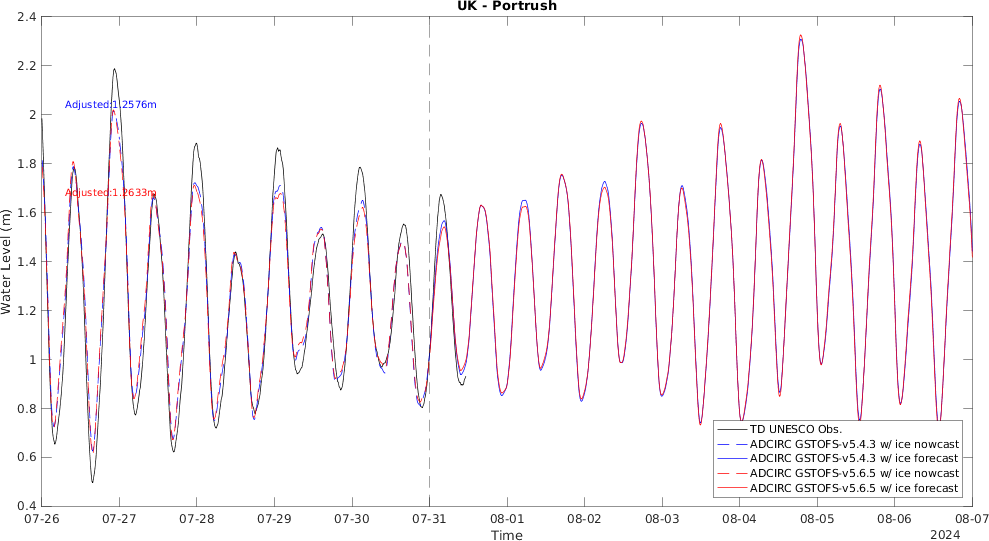 UK - Portrush
2.4
2.2
2
1.8
1.6
1.4
1.2
1
0.8
0.6
0.4
Water Level (m)
Adjusted:1.2576m
Adjusted:1.2633m
TD UNESCO Obs.
ADCIRC GSTOFS-v5.4.3 w/ ice nowcast
ADCIRC GSTOFS-v5.4.3 w/ ice forecast
ADCIRC GSTOFS-v5.6.5 w/ ice nowcast
ADCIRC GSTOFS-v5.6.5 w/ ice forecast
07-26 07-27 07-28 07-29 07-30 07-31 08-01 08-02 08-03 08-04 08-05 08-06 08-07
Time
2024